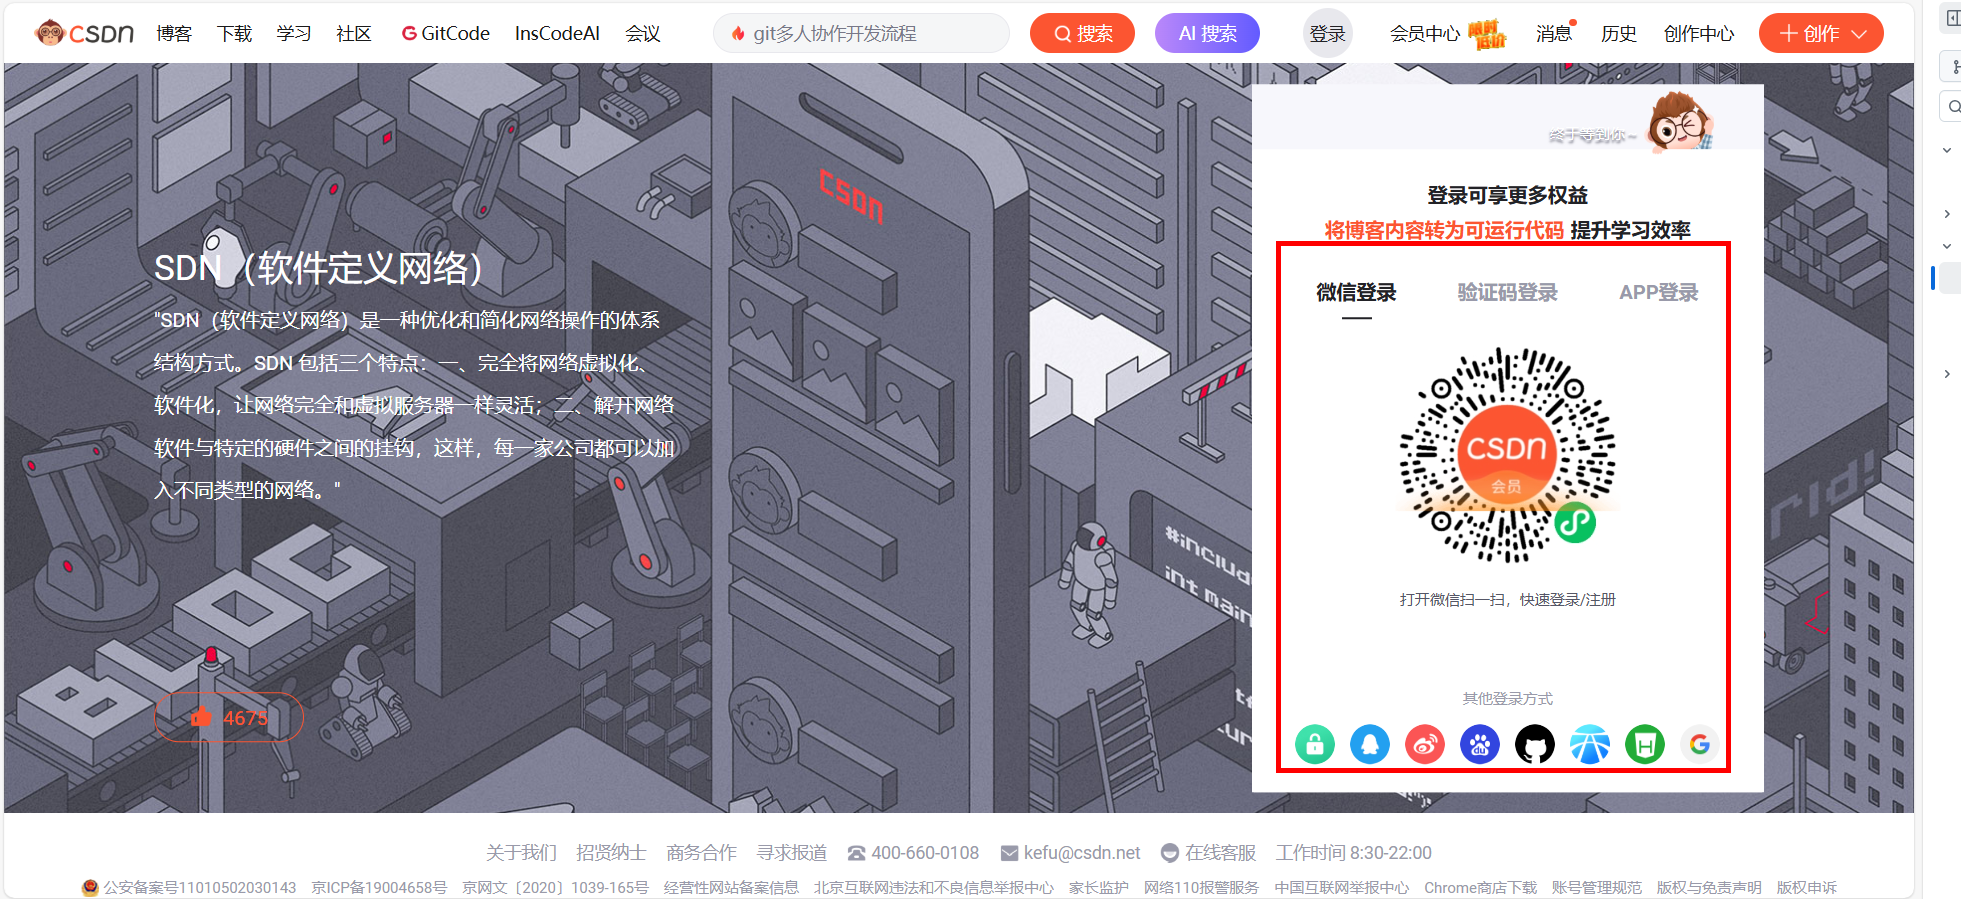 CSDN 博客 下载 学习 社区 GitCode InsCodeAI 会议 git多人协作开发流程 搜索 AI 搜索 登录 会员中心 限时低价 消息 历史 创作中心 创作
CSDN
终于等到你~
登录可享更多权益
将博客内容转为可运行代码 提升学习效率
SDN（软件定义网络）
"SDN（软件定义网络）是一种优化和简化网络操作的体系
结构方式。SDN 包括三个特点：一、完全将网络虚拟化、
软件化，让网络完全和虚拟服务器一样灵活；二、解开网络
软件与特定的硬件之间的挂钩，这样，每一家公司都可以加
入不同类型的网络。"
微信登录 验证码登录 APP登录
CSDN
会员
打开微信扫一扫，快速登录/注册
其他登录方式
du H G
#includ
int main
rld!
BLOC
4675
关于我们 招贤纳士 商务合作 寻求报道 400-660-0108 kefu@csdn.net 在线客服 工作时间 8:30-22:00
公安备案号11010502030143 京ICP备19004658号 京网文〔2020〕1039-165号 经营性网站备案信息 北京互联网违法和不良信息举报中心 家长监护 网络110报警服务 中国互联网举报中心 Chrome商店下载 账号管理规范 版权与免责声明 版权申诉